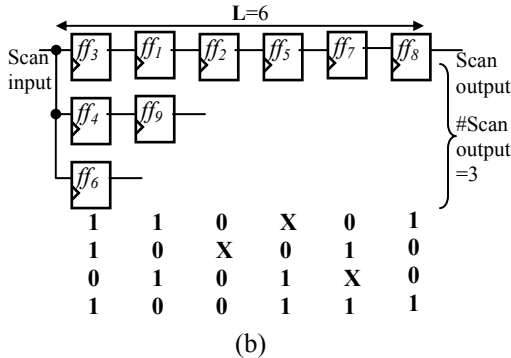 L=6
Scan input
ff3 ff1 ff2 ff5 ff7 ff8
Scan output
ff4 ff9
#Scan output =3
ff6
1 1 0 X 0 1
1 0 X 0 1 0
0 1 0 1 X 0
1 0 0 1 1 1
(b)